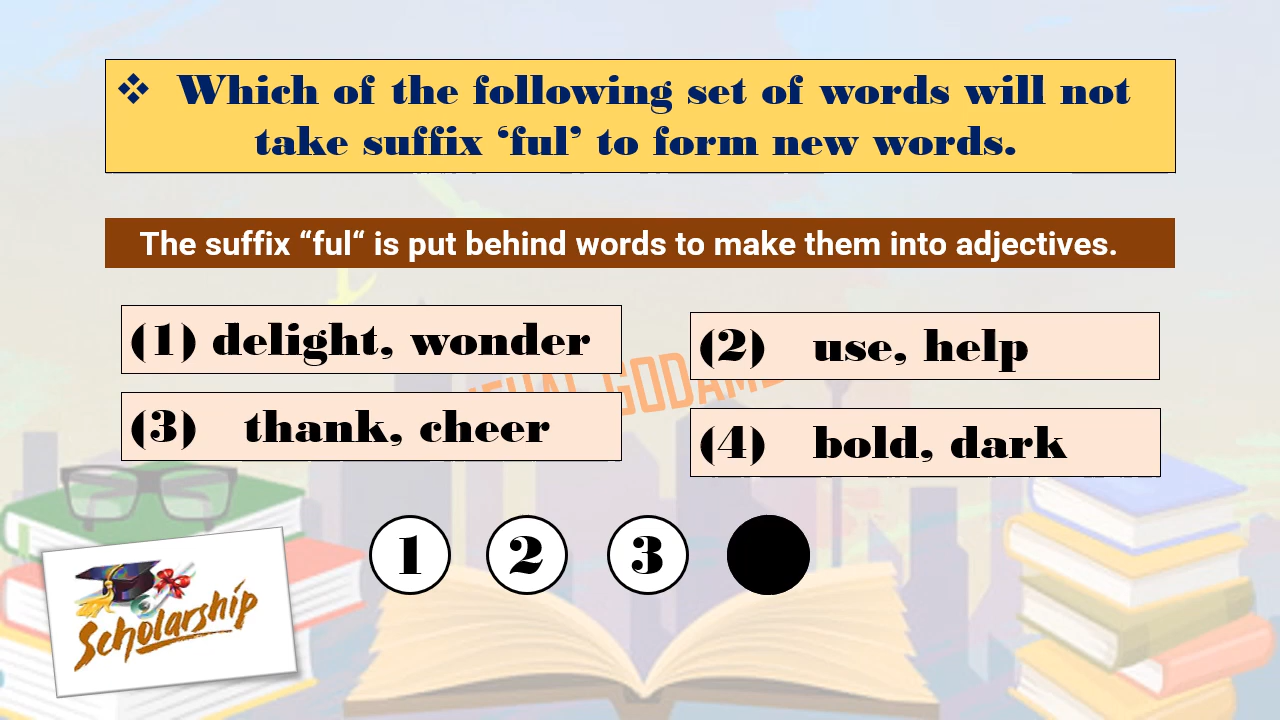 ❖ Which of the following set of words will not
take suffix ‘ful’ to form new words.
The suffix “ful“ is put behind words to make them into adjectives.
(1) delight, wonder
(2) use, help
(3) thank, cheer
(4) bold, dark
1 2 3
Scholarship